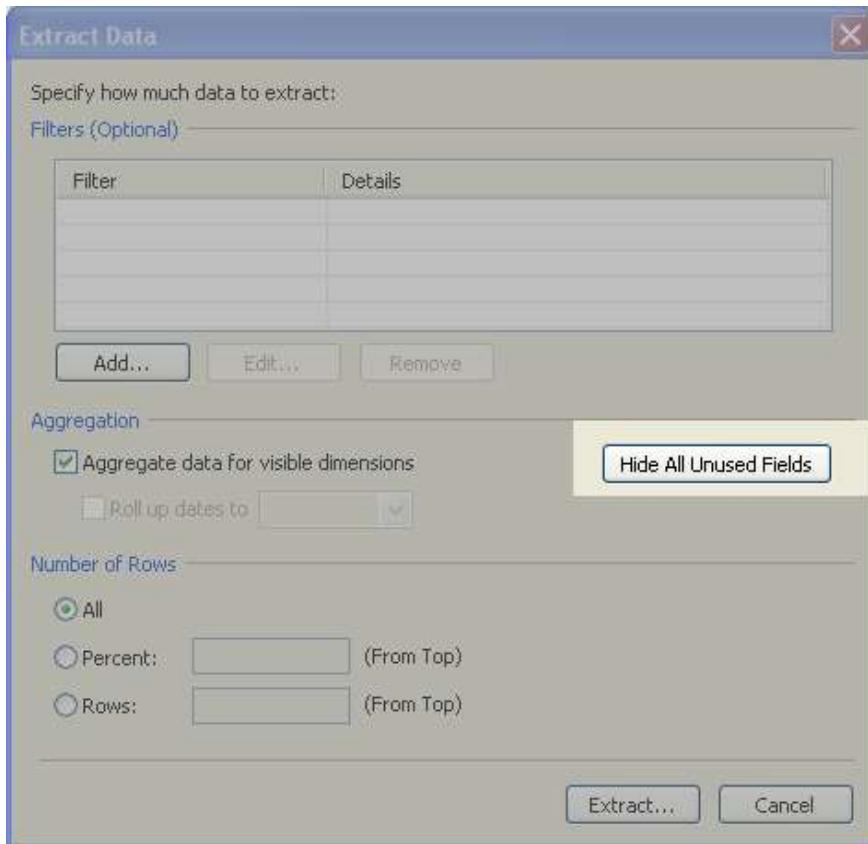 Extract Data
Specify how much data to extract:
Filters (Optional)
Filter Details
Add... Edit... Remove
Aggregation
Aggregate data for visible dimensions
Hide All Unused Fields
Roll up dates to
Number of Rows
All
Percent: (From Top)
Rows: (From Top)
Extract... Cancel